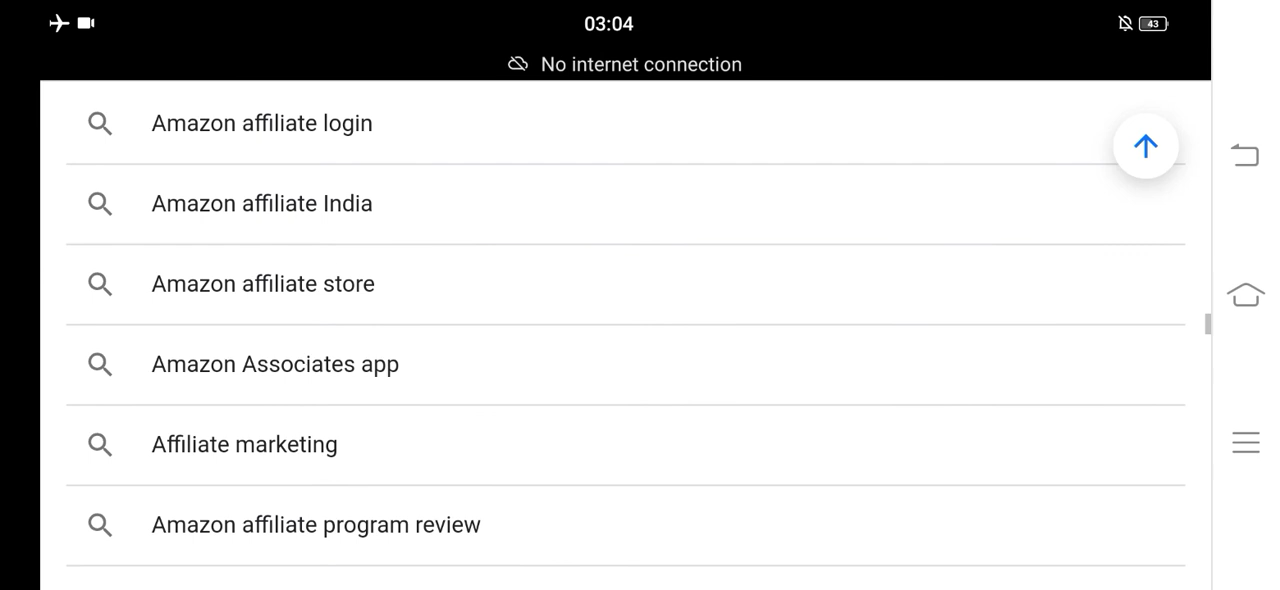 03:04
43
No internet connection
Amazon affiliate login
Amazon affiliate India
Amazon affiliate store
Amazon Associates app
Affiliate marketing
Amazon affiliate program review